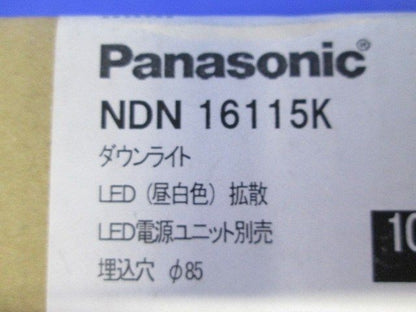 Panasonic®
NDN 16115K
ダウンライト
LED（昼白色）拡散
LED電源ユニット別売
埋込穴 φ85
10